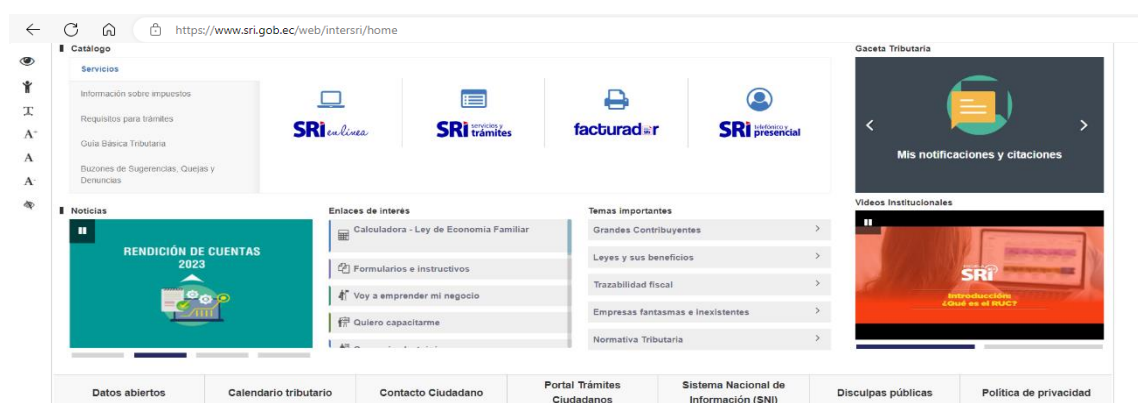 https://www.sri.gob.ec/web/intersri/home
Catálogo
Servicios
Información sobre impuestos
Requisitos para trámites
Guía Básica Tributaria
Buzones de Sugerencias, Quejas y
Denuncias
SRi en línea
SRi servicios y
trámites
facturador
SRi telefónico y
presencial
Gaceta Tributaria
Mis notificaciones y citaciones
T
A+
A
A-
Noticias
RENDICIÓN DE CUENTAS
2023
Enlaces de interés
Calculadora - Ley de Economía Familiar
Formularios e instructivos
Voy a emprender mi negocio
Quiero capacitarme
Temas importantes
Grandes Contribuyentes
Leyes y sus beneficios
Trazabilidad fiscal
Empresas fantasmas e inexistentes
Normativa Tributaria
Videos Institucionales
SRi
Introducción:
¿Qué es el RUC?
Datos abiertos
Calendario tributario
Contacto Ciudadano
Portal Trámites
Ciudadanos
Sistema Nacional de
Información (SNI)
Disculpas públicas
Política de privacidad